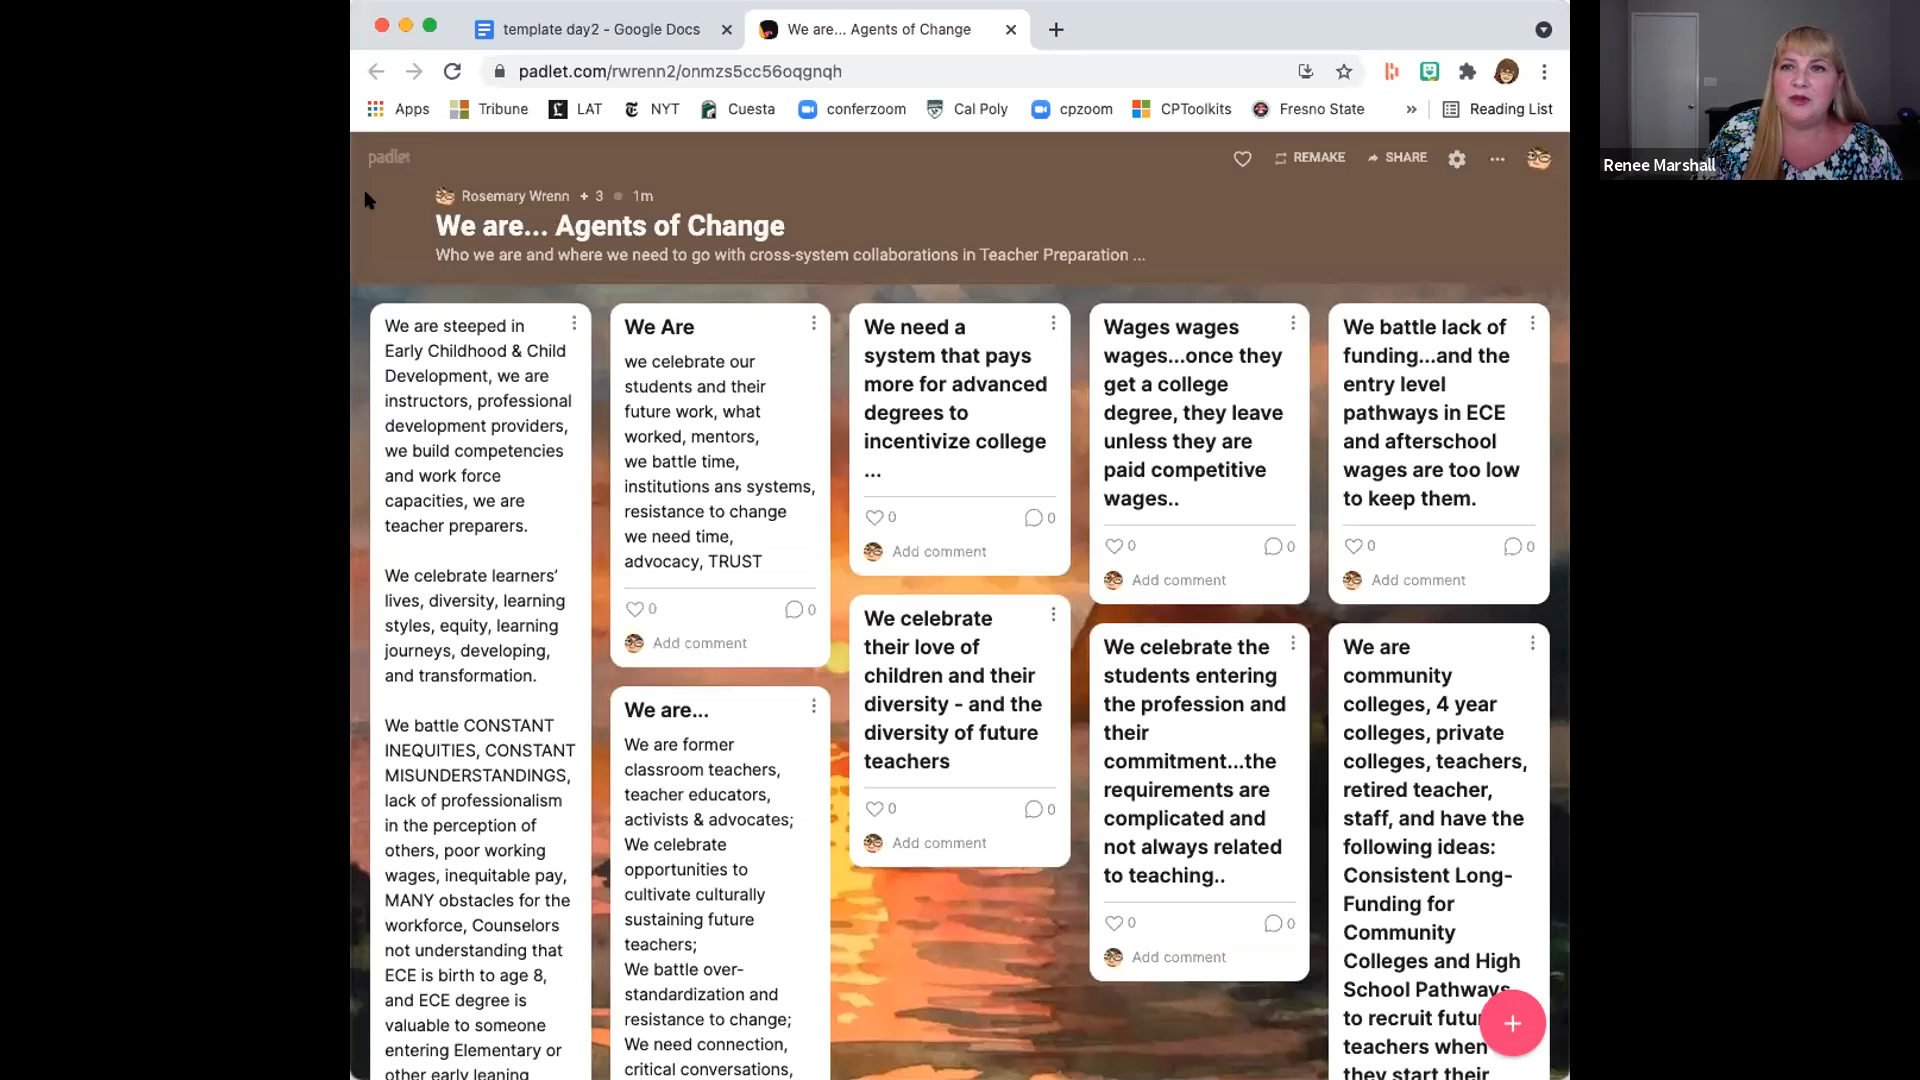 template day2 - Google Docs
We are... Agents of Change
padlet.com/rwrenn2/onmzs5cc56oqgnqh
Apps
Tribune
LAT
NYT
Cuesta
conferzoom
Cal Poly
cpzoom
CPToolkits
Fresno State
»
Reading List
padlet
REMAKE
SHARE
Rosemary Wrenn + 3 1m
We are... Agents of Change
Who we are and where we need to go with cross-system collaborations in Teacher Preparation ...
We are steeped in
Early Childhood & Child
Development, we are
instructors, professional
development providers,
we build competencies
and work force
capacities, we are
teacher preparers.
We celebrate learners’
lives, diversity, learning
styles, equity, learning
journeys, developing,
and transformation.
We battle CONSTANT
INEQUITIES, CONSTANT
MISUNDERSTANDINGS,
lack of professionalism
in the perception of
others, poor working
wages, inequitable pay,
MANY obstacles for the
workforce, Counselors
not understanding that
ECE is birth to age 8,
and ECE degree is
valuable to someone
entering Elementary or
other early leaning
We Are
we celebrate our
students and their
future work, what
worked, mentors,
we battle time,
institutions ans systems,
resistance to change
we need time,
advocacy, TRUST
0 0
Add comment
We are...
We are former
classroom teachers,
teacher educators,
activists & advocates;
We celebrate
opportunities to
cultivate culturally
sustaining future
teachers;
We battle over-
standardization and
resistance to change;
We need connection,
critical conversations,
We need a
system that pays
more for advanced
degrees to
incentivize college
...
0 0
Add comment
We celebrate
their love of
children and their
diversity - and the
diversity of future
teachers
0 0
Add comment
Wages wages
wages...once they
get a college
degree, they leave
unless they are
paid competitive
wages..
0 0
Add comment
We celebrate the
students entering
the profession and
their
commitment...the
requirements are
complicated and
not always related
to teaching..
0 0
Add comment
We battle lack of
funding...and the
entry level
pathways in ECE
and afterschool
wages are too low
to keep them.
0 0
Add comment
We are
community
colleges, 4 year
colleges, private
colleges, teachers,
retired teacher,
staff, and have the
following ideas:
Consistent Long-
Funding for
Community
Colleges and High
School Pathways
to recruit
teachers when
they start their
Renee Marshall